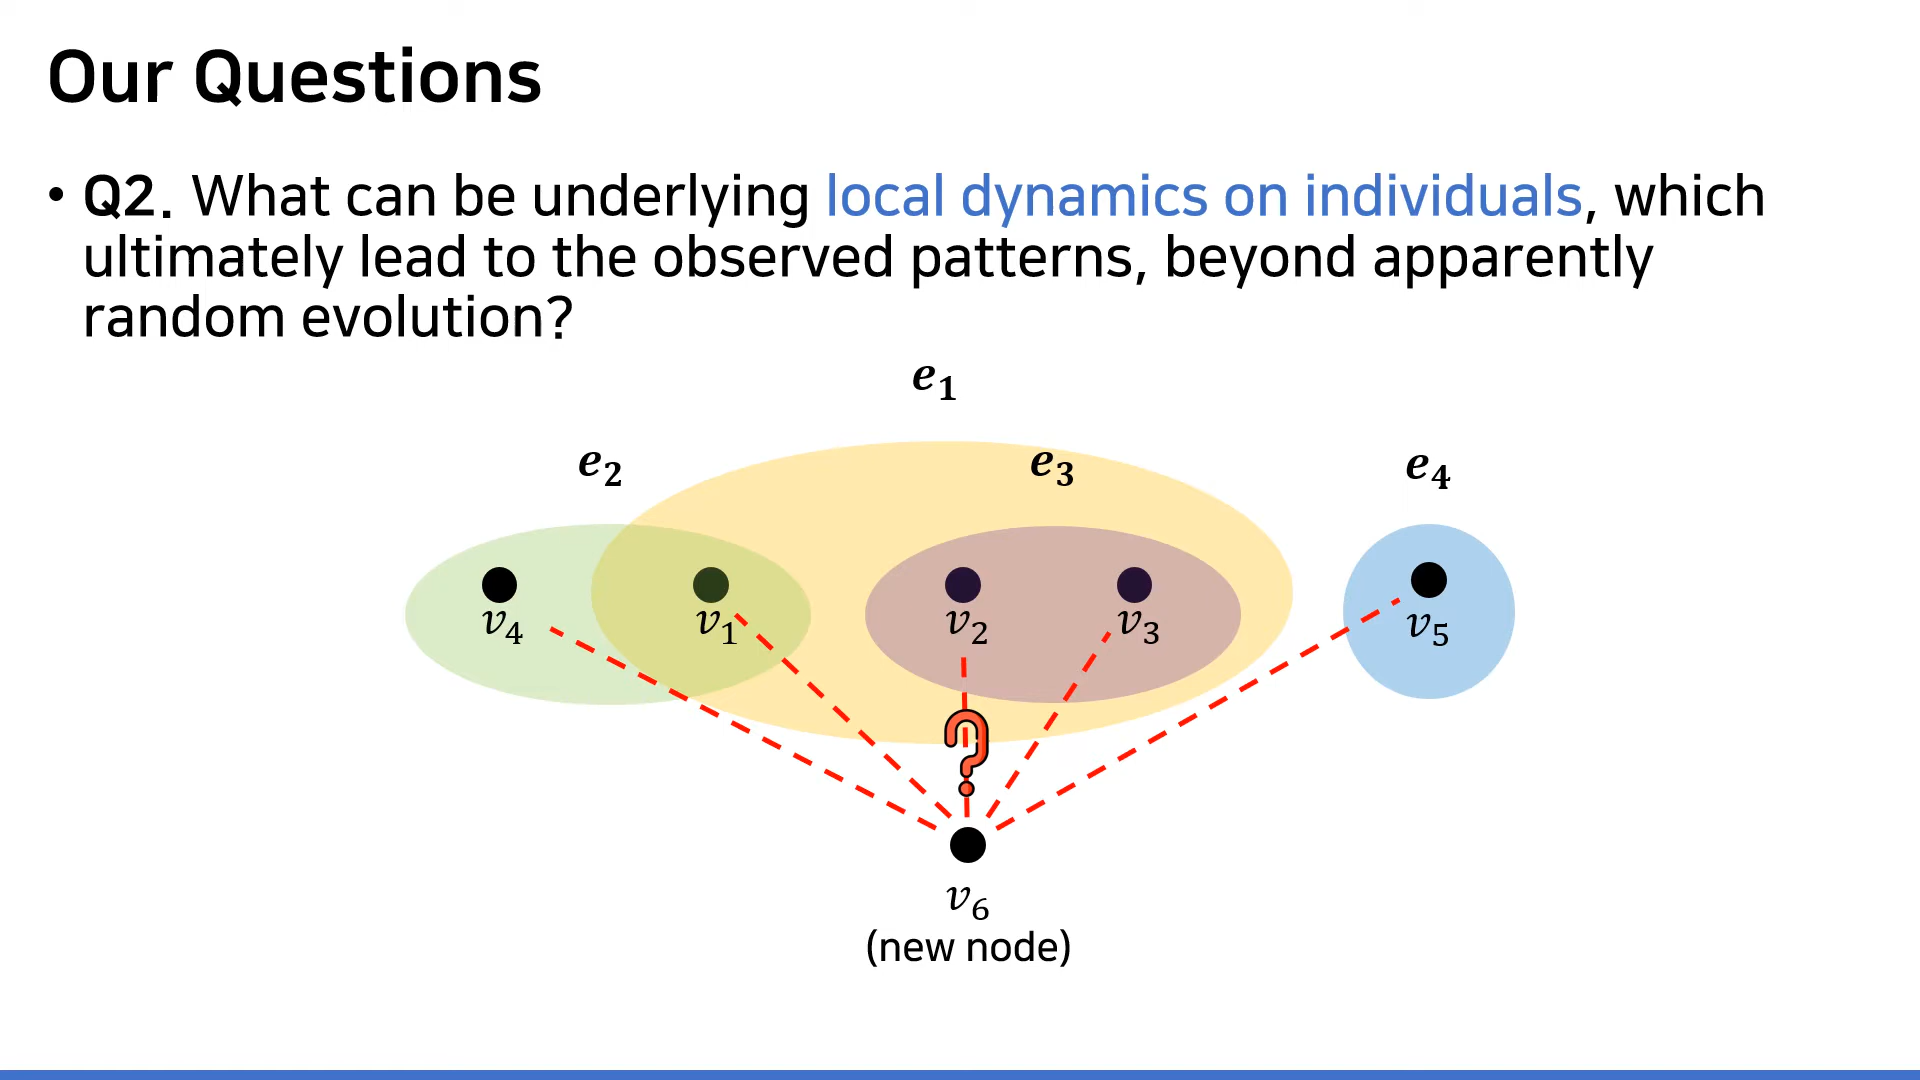 Our Questions
• Q2. What can be underlying local dynamics on individuals, which
ultimately lead to the observed patterns, beyond apparently
random evolution?
e₁
e₂ e₃ e₄
v₄ v₁ v₂ v₃ v₅
?
v₆
(new node)